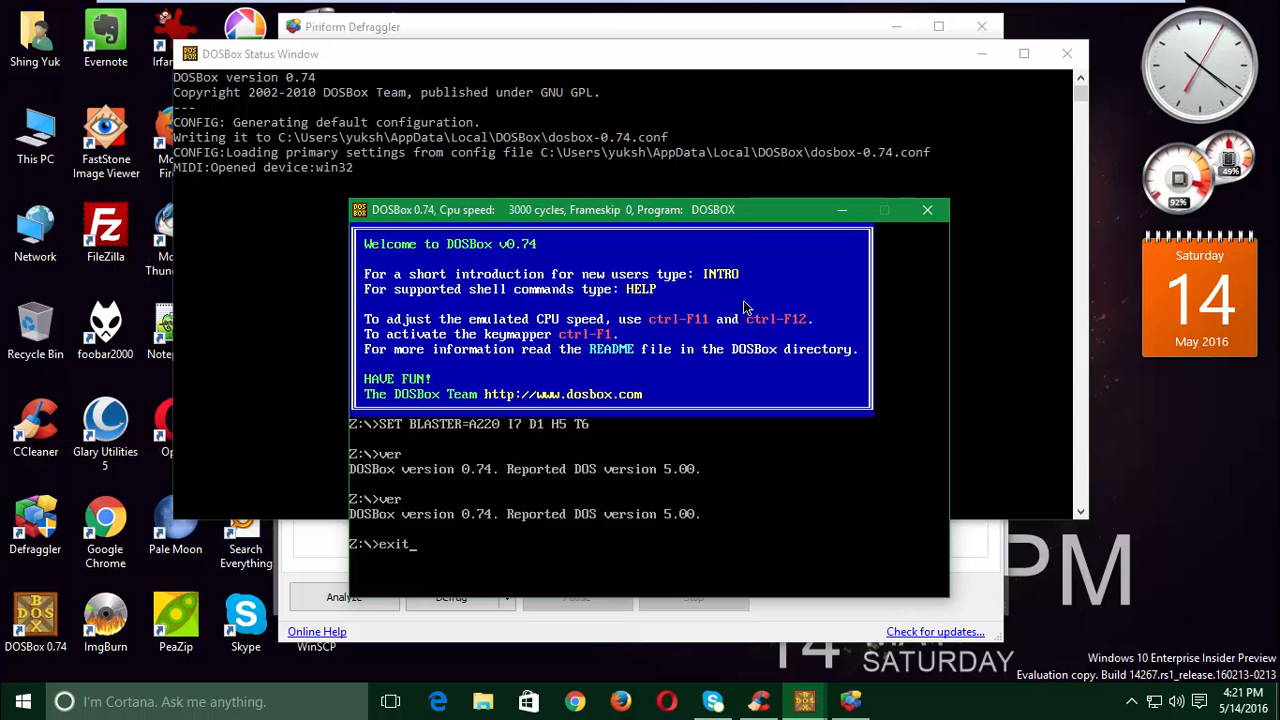 Shing Yuk
Evernote
This PC
FastStone
Image Viewer
Network
FileZilla
Recycle Bin
foobar2000
CCleaner
Glary Utilities
5
Defraggler
Google
Chrome
Pale Moon
Search
Everything
DOSBox 0.74
ImgBurn
PeaZip
Skype
WinSCP
Piriform Defraggler
DOSBox Status Window
DOSBox version 0.74
Copyright 2002-2010 DOSBox Team, published under GNU GPL.
---
CONFIG: Generating default configuration.
Writing it to C:\Users\yuksh\AppData\Local\DOSBox\dosbox-0.74.conf
CONFIG:Loading primary settings from config file C:\Users\yuksh\AppData\Local\DOSBox\dosbox-0.74.conf
MIDI:Opened device:win32
DOSBox 0.74, Cpu speed: 3000 cycles, Frameskip 0, Program: DOSBOX
Welcome to DOSBox v0.74
For a short introduction for new users type: INTRO
For supported shell commands type: HELP
To adjust the emulated CPU speed, use ctrl-F11 and ctrl-F12.
To activate the keymapper ctrl-F1.
For more information read the README file in the DOSBox directory.
HAVE FUN!
The DOSBox Team http://www.dosbox.com
Z:\>SET BLASTER=A220 I7 D1 H5 T6
Z:\>ver
DOSBox version 0.74. Reported DOS version 5.00.
Z:\>ver
DOSBox version 0.74. Reported DOS version 5.00.
Z:\>exit_
Analyze
Defrag
Pause
Stop
Online Help
Check for updates...
49%
92%
Saturday
14
May 2016
PM
14
SATURDAY
Windows 10 Enterprise Insider Preview
Evaluation copy. Build 14267.rs1_release.160213-0213
I'm Cortana. Ask me anything.
4:21 PM
5/14/2016